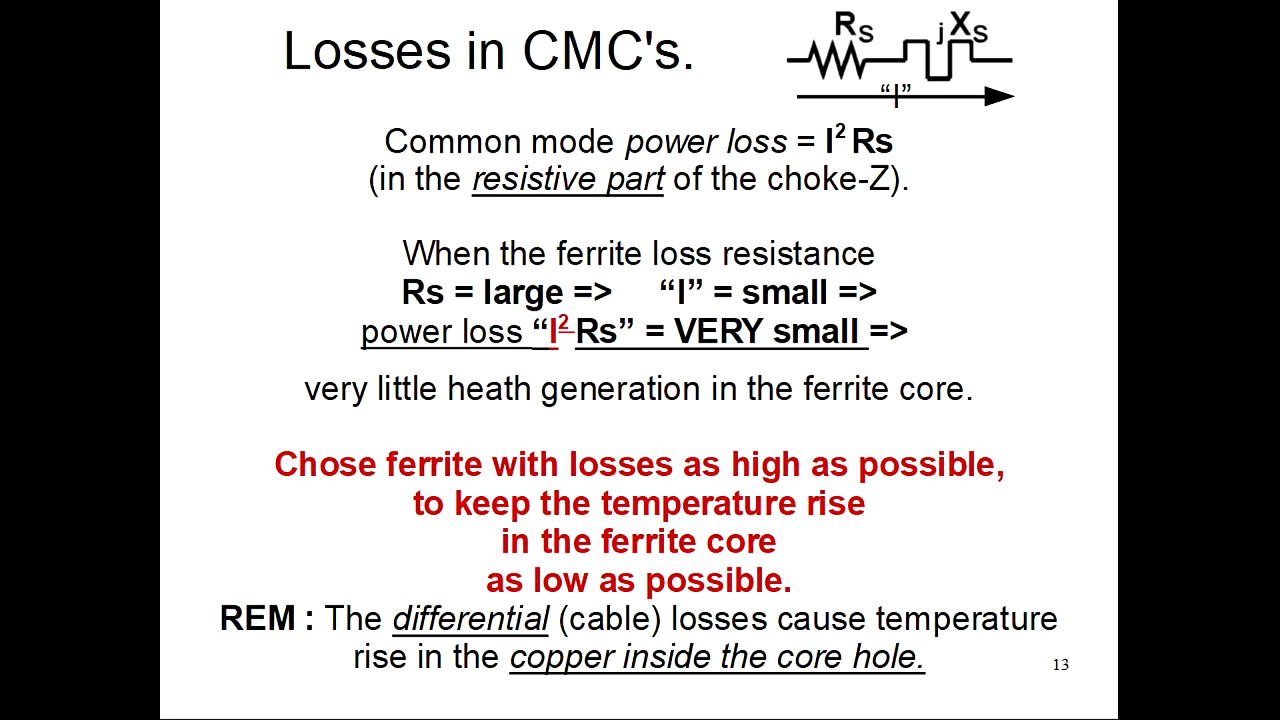 Losses in CMC's.
Rs jXs
“I”
Common mode power loss = I² Rs
(in the resistive part of the choke-Z).
When the ferrite loss resistance
Rs = large => “I” = small =>
power loss “I² Rs” = VERY small =>
very little heath generation in the ferrite core.
Chose ferrite with losses as high as possible,
to keep the temperature rise
in the ferrite core
as low as possible.
REM : The differential (cable) losses cause temperature
rise in the copper inside the core hole.
13